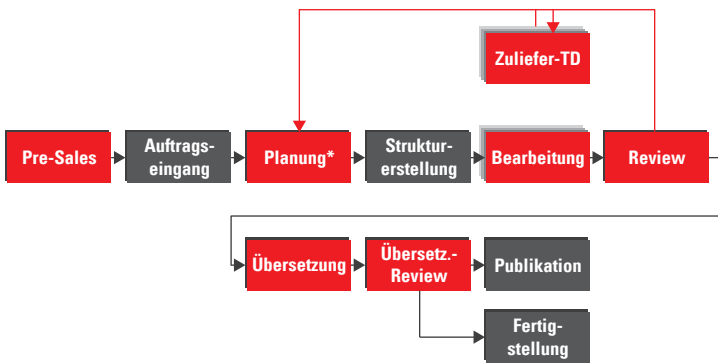 Zuliefer-TD
Pre-Sales
Auftrags-
eingang
Planung*
Struktur-
erstellung
Bearbeitung
Review
Übersetzung
Übersetz.-
Review
Publikation
Fertig-
stellung